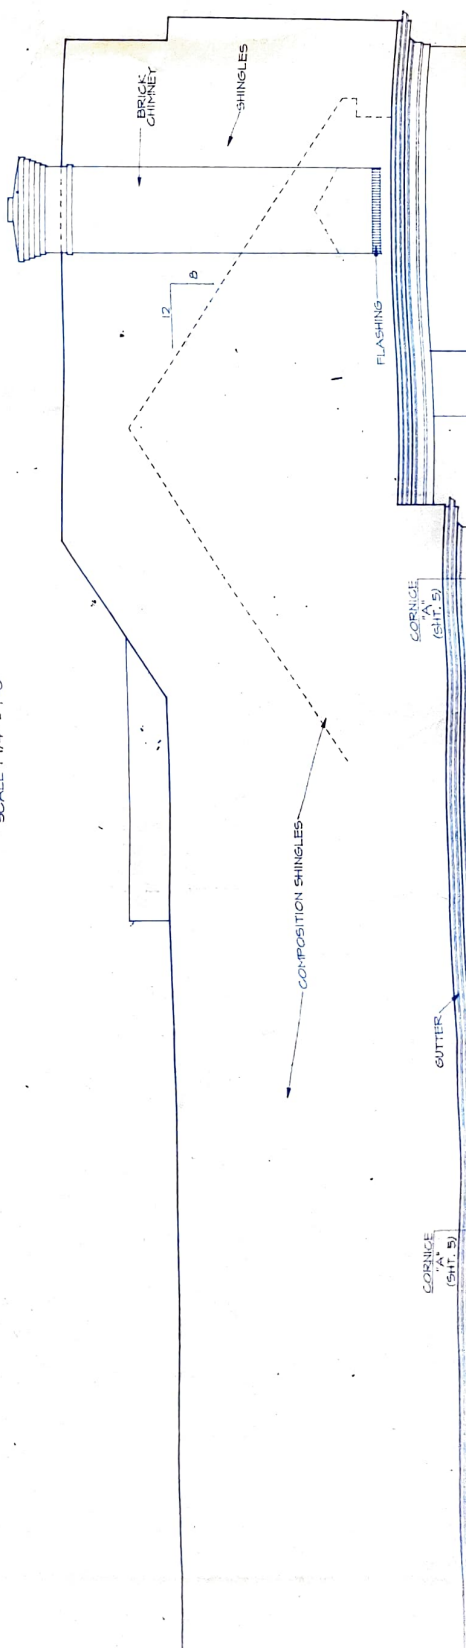 BRICK
CHIMNEY
SHINGLES
12
8
FLASHING
CORNICE
"A"
(SHT. 5)
COMPOSITION SHINGLES
GUTTER
CORNICE
"A"
(SHT. 5)